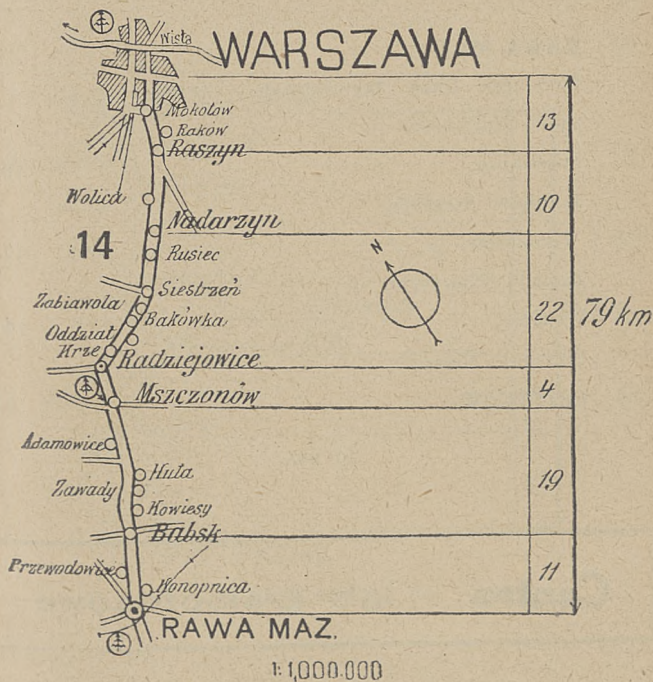 Wisła
WARSZAWA
Mokotów
13
Raków
Raszyn
Wolica
10
Nadarzyn
14
Rusiec
N
Siestrzeń
Żabiawola
Bakówka
22
79 km
Oddział
Krze
Radziejowice
4
Mszczonów
Adamowice
Huta
19
Zawady
Kowiesy
Babsk
Przewodowice
11
Konopnica
RAWA MAZ.
1:1,000.000